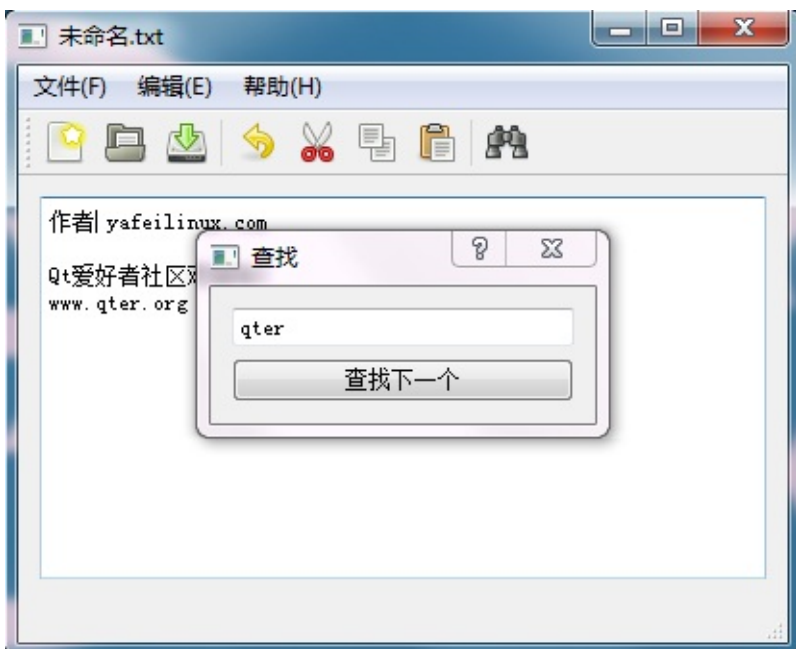 未命名.txt
文件(F) 编辑(E) 帮助(H)
作者 yafeilinux.com
Qt爱好者社区
www.qter.org
查找
qter
查找下一个